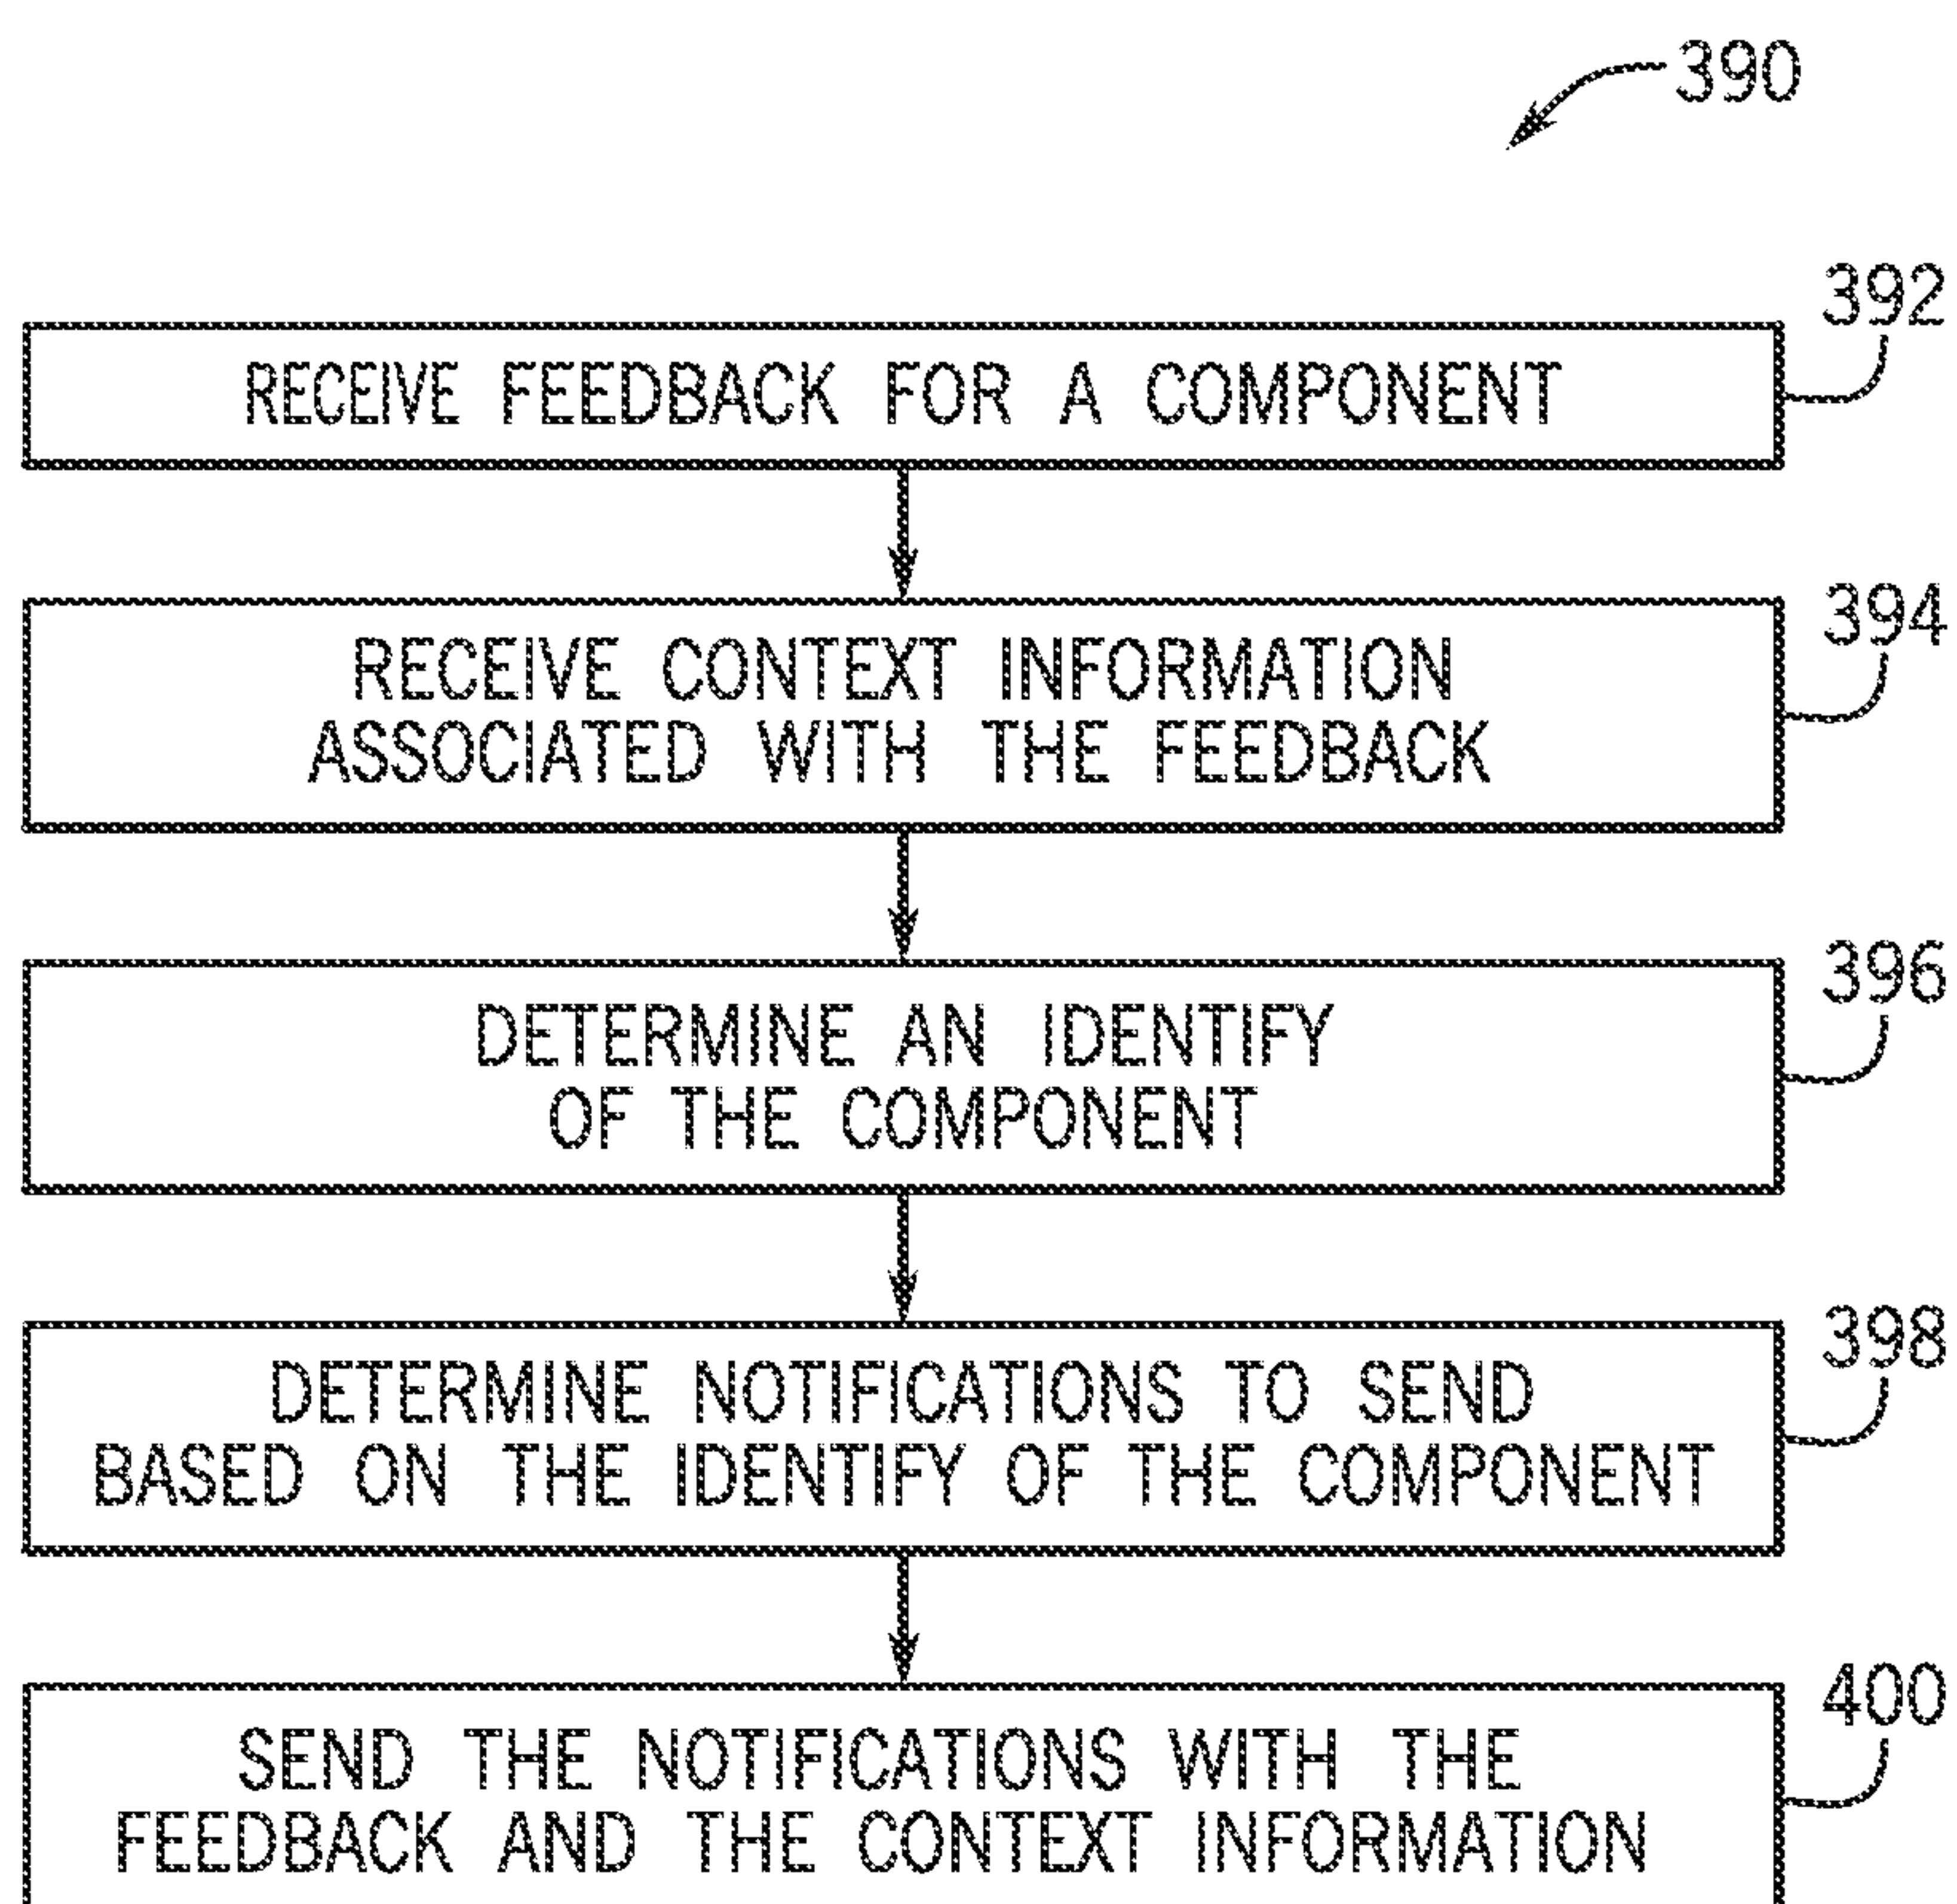 390
392
RECEIVE FEEDBACK FOR A COMPONENT
394
RECEIVE CONTEXT INFORMATION
ASSOCIATED WITH THE FEEDBACK
396
DETERMINE AN IDENTIFY
OF THE COMPONENT
398
DETERMINE NOTIFICATIONS TO SEND
BASED ON THE IDENTIFY OF THE COMPONENT
400
SEND THE NOTIFICATIONS WITH THE
FEEDBACK AND THE CONTEXT INFORMATION